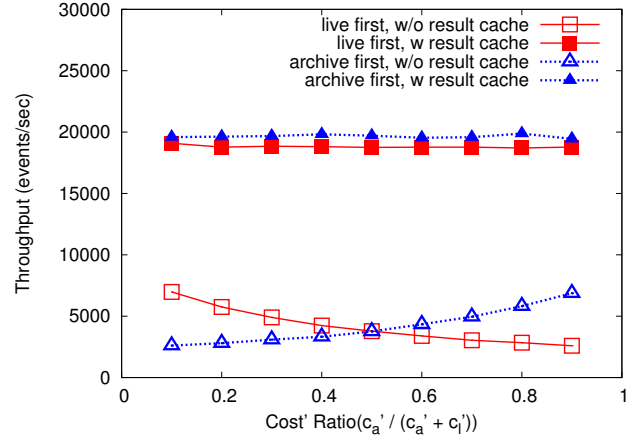 live first, w/o result cache
live first, w result cache
archive first, w/o result cache
archive first, w result cache
30000
25000
20000
15000
10000
5000
0
Throughput (events/sec)
0 0.2 0.4 0.6 0.8 1
Cost' Ratio(c_a' / (c_a' + c_l'))